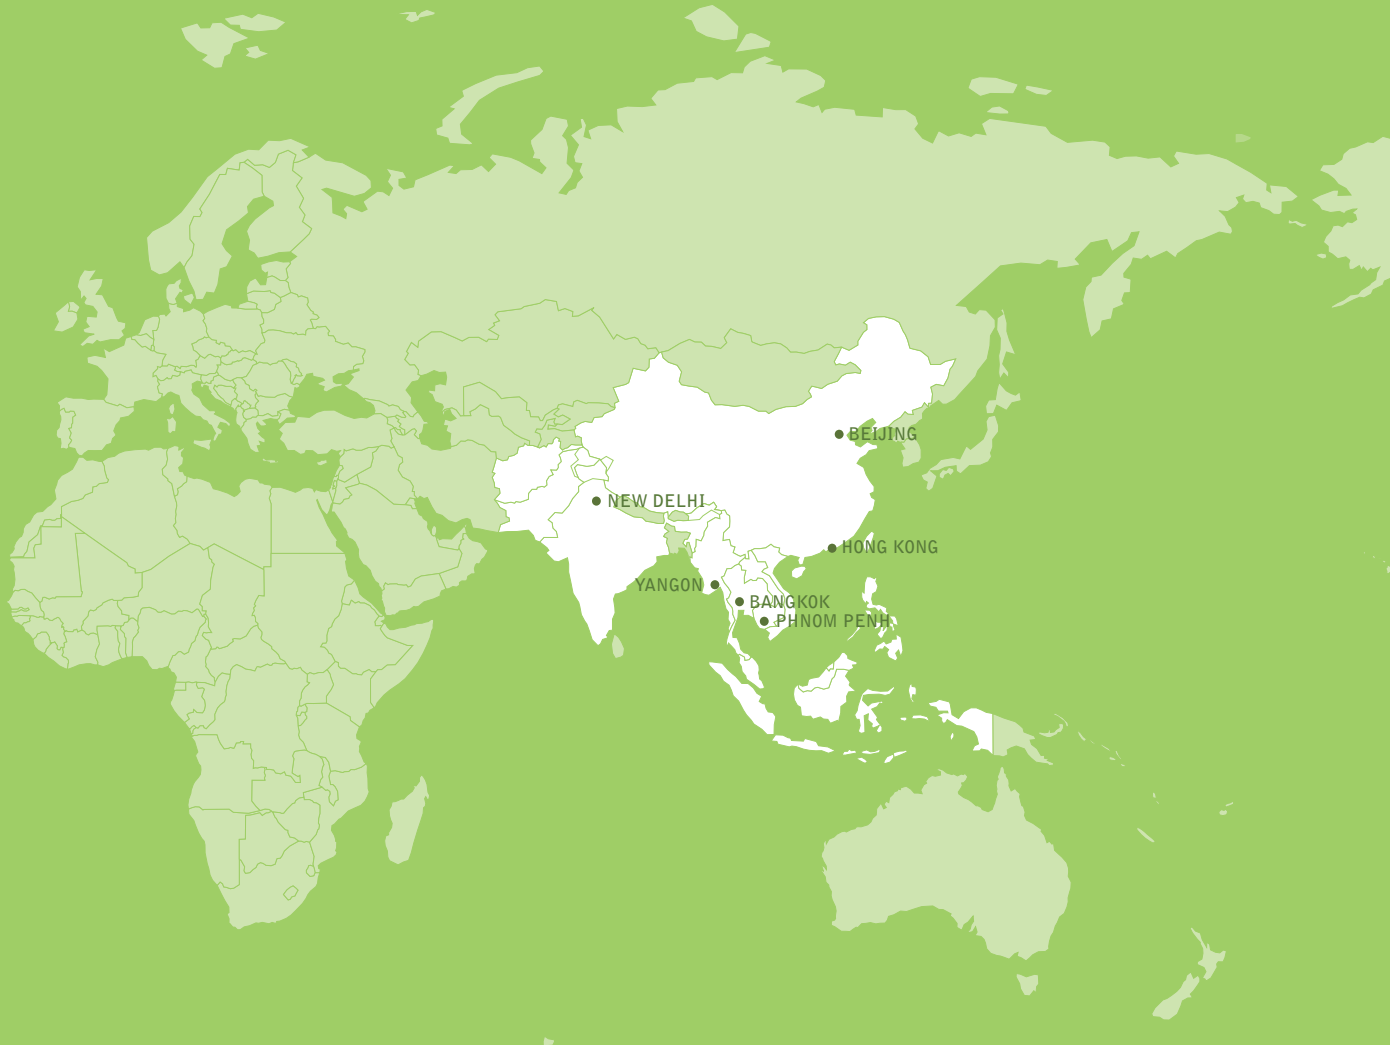 BEIJING
NEW DELHI
HONG KONG
YANGON
BANGKOK
PHNOM PENH